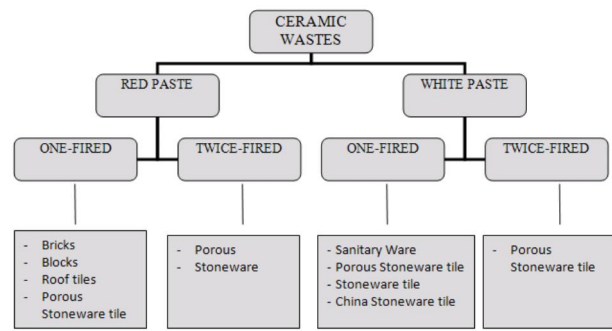 CERAMIC
WASTES
RED PASTE
WHITE PASTE
ONE-FIRED
TWICE-FIRED
ONE-FIRED
TWICE-FIRED
- Bricks
- Blocks
- Roof tiles
- Porous
Stoneware tile
- Porous
- Stoneware
- Sanitary Ware
- Porous Stoneware tile
- Stoneware tile
- China Stoneware tile
- Porous
Stoneware tile